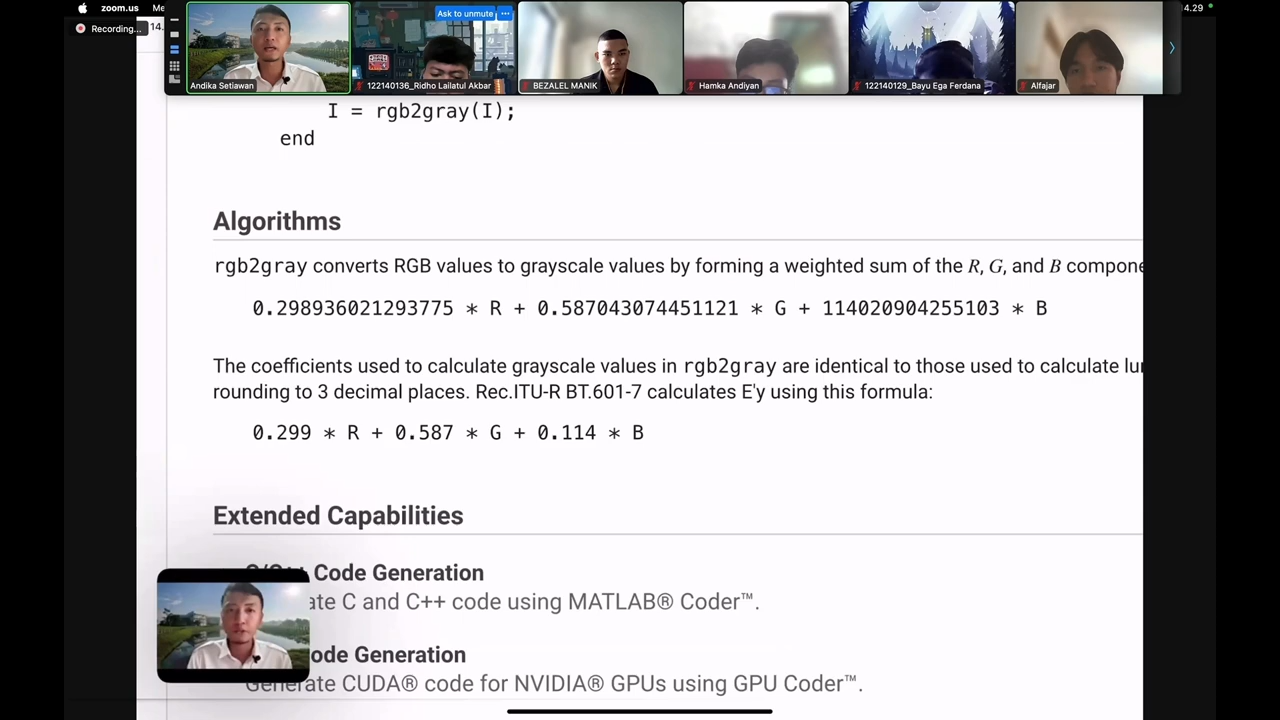 zoom.us Me
14.29
Recording...
14.
Ask to unmute ...
Andika Setiawan
122140136_Ridho Lailatul Akbar
BEZALEL MANIK
Hamka Andiyan
122140129_Bayu Ega Ferdana
Alfajar
I = rgb2gray(I);
end
Algorithms
rgb2gray converts RGB values to grayscale values by forming a weighted sum of the R, G, and B compone
0.298936021293775 * R + 0.587043074451121 * G + 114020904255103 * B
The coefficients used to calculate grayscale values in rgb2gray are identical to those used to calculate lu
rounding to 3 decimal places. Rec.ITU-R BT.601-7 calculates E'y using this formula:
0.299 * R + 0.587 * G + 0.114 * B
Extended Capabilities
Code Generation
ate C and C++ code using MATLAB® Coder™.
ode Generation
Generate CUDA® code for NVIDIA® GPUs using GPU Coder™.